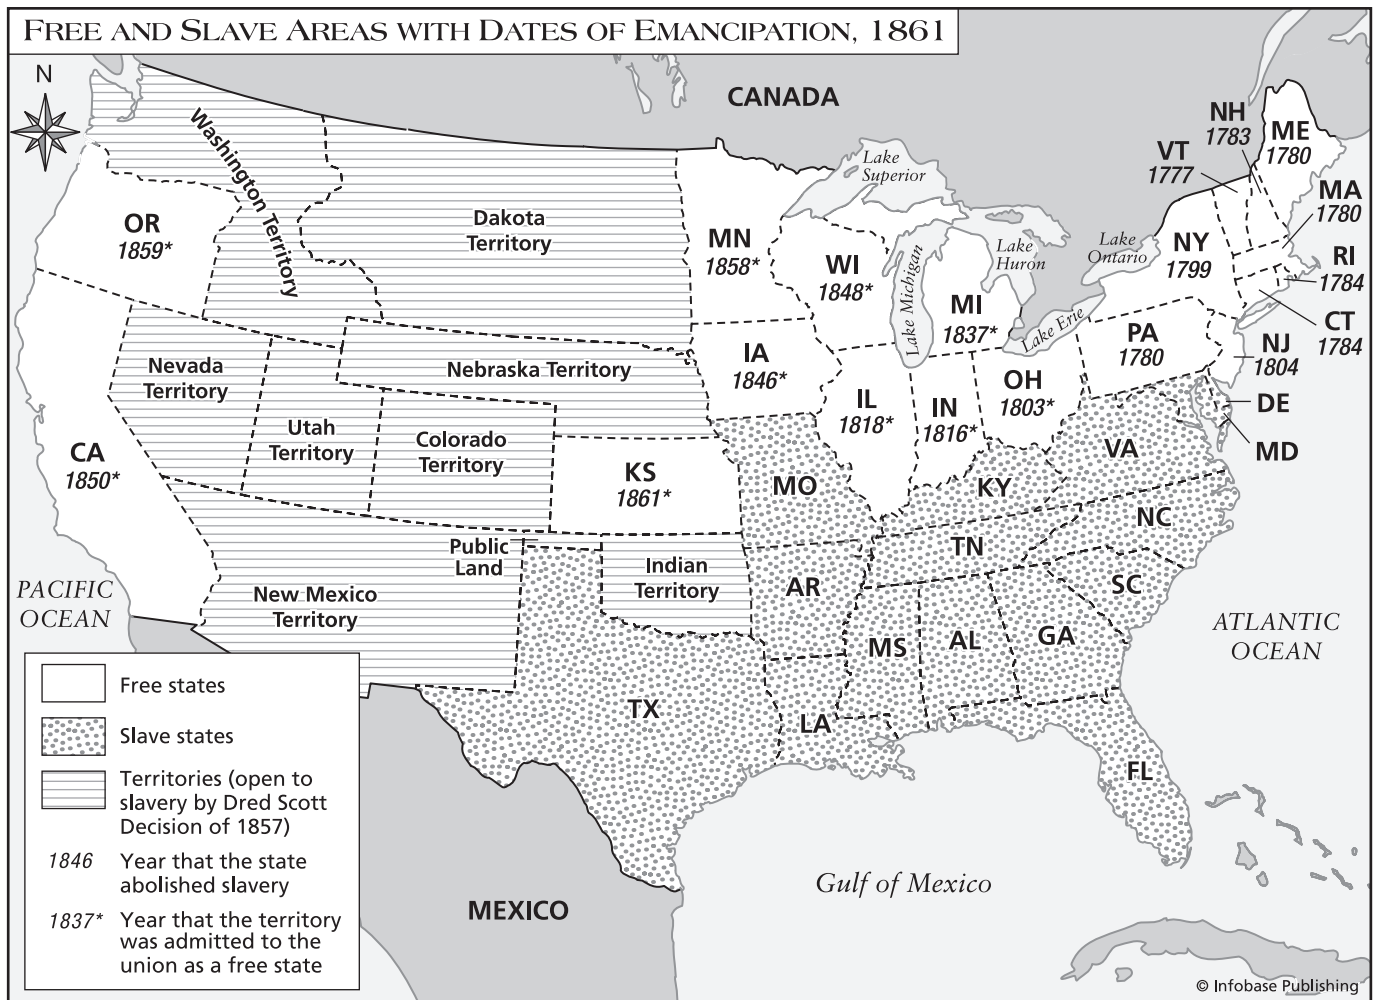 FREE AND SLAVE AREAS WITH DATES OF EMANCIPATION, 1861
N
CANADA
Washington Territory
OR
1859*
Dakota
Territory
MN
1858*
Lake
Superior
WI
1848*
Lake Michigan
Lake
Huron
MI
1837*
Lake Erie
Lake
Ontario
NY
1799
VT
1777
NH
1783
ME
1780
MA
1780
RI
1784
CT
1784
NJ
1804
PA
1780
DE
MD
Nevada
Territory
Utah
Territory
Colorado
Territory
Nebraska Territory
IA
1846*
IL
1818*
IN
1816*
OH
1803*
VA
CA
1850*
KS
1861*
MO
KY
NC
TN
Public
Land
Indian
Territory
AR
SC
New Mexico
Territory
MS
AL
GA
PACIFIC
OCEAN
ATLANTIC
OCEAN
TX
LA
FL
Gulf of Mexico
MEXICO
Free states
Slave states
Territories (open to
slavery by Dred Scott
Decision of 1857)
1846 Year that the state
abolished slavery
1837* Year that the territory
was admitted to the
union as a free state
© Infobase Publishing